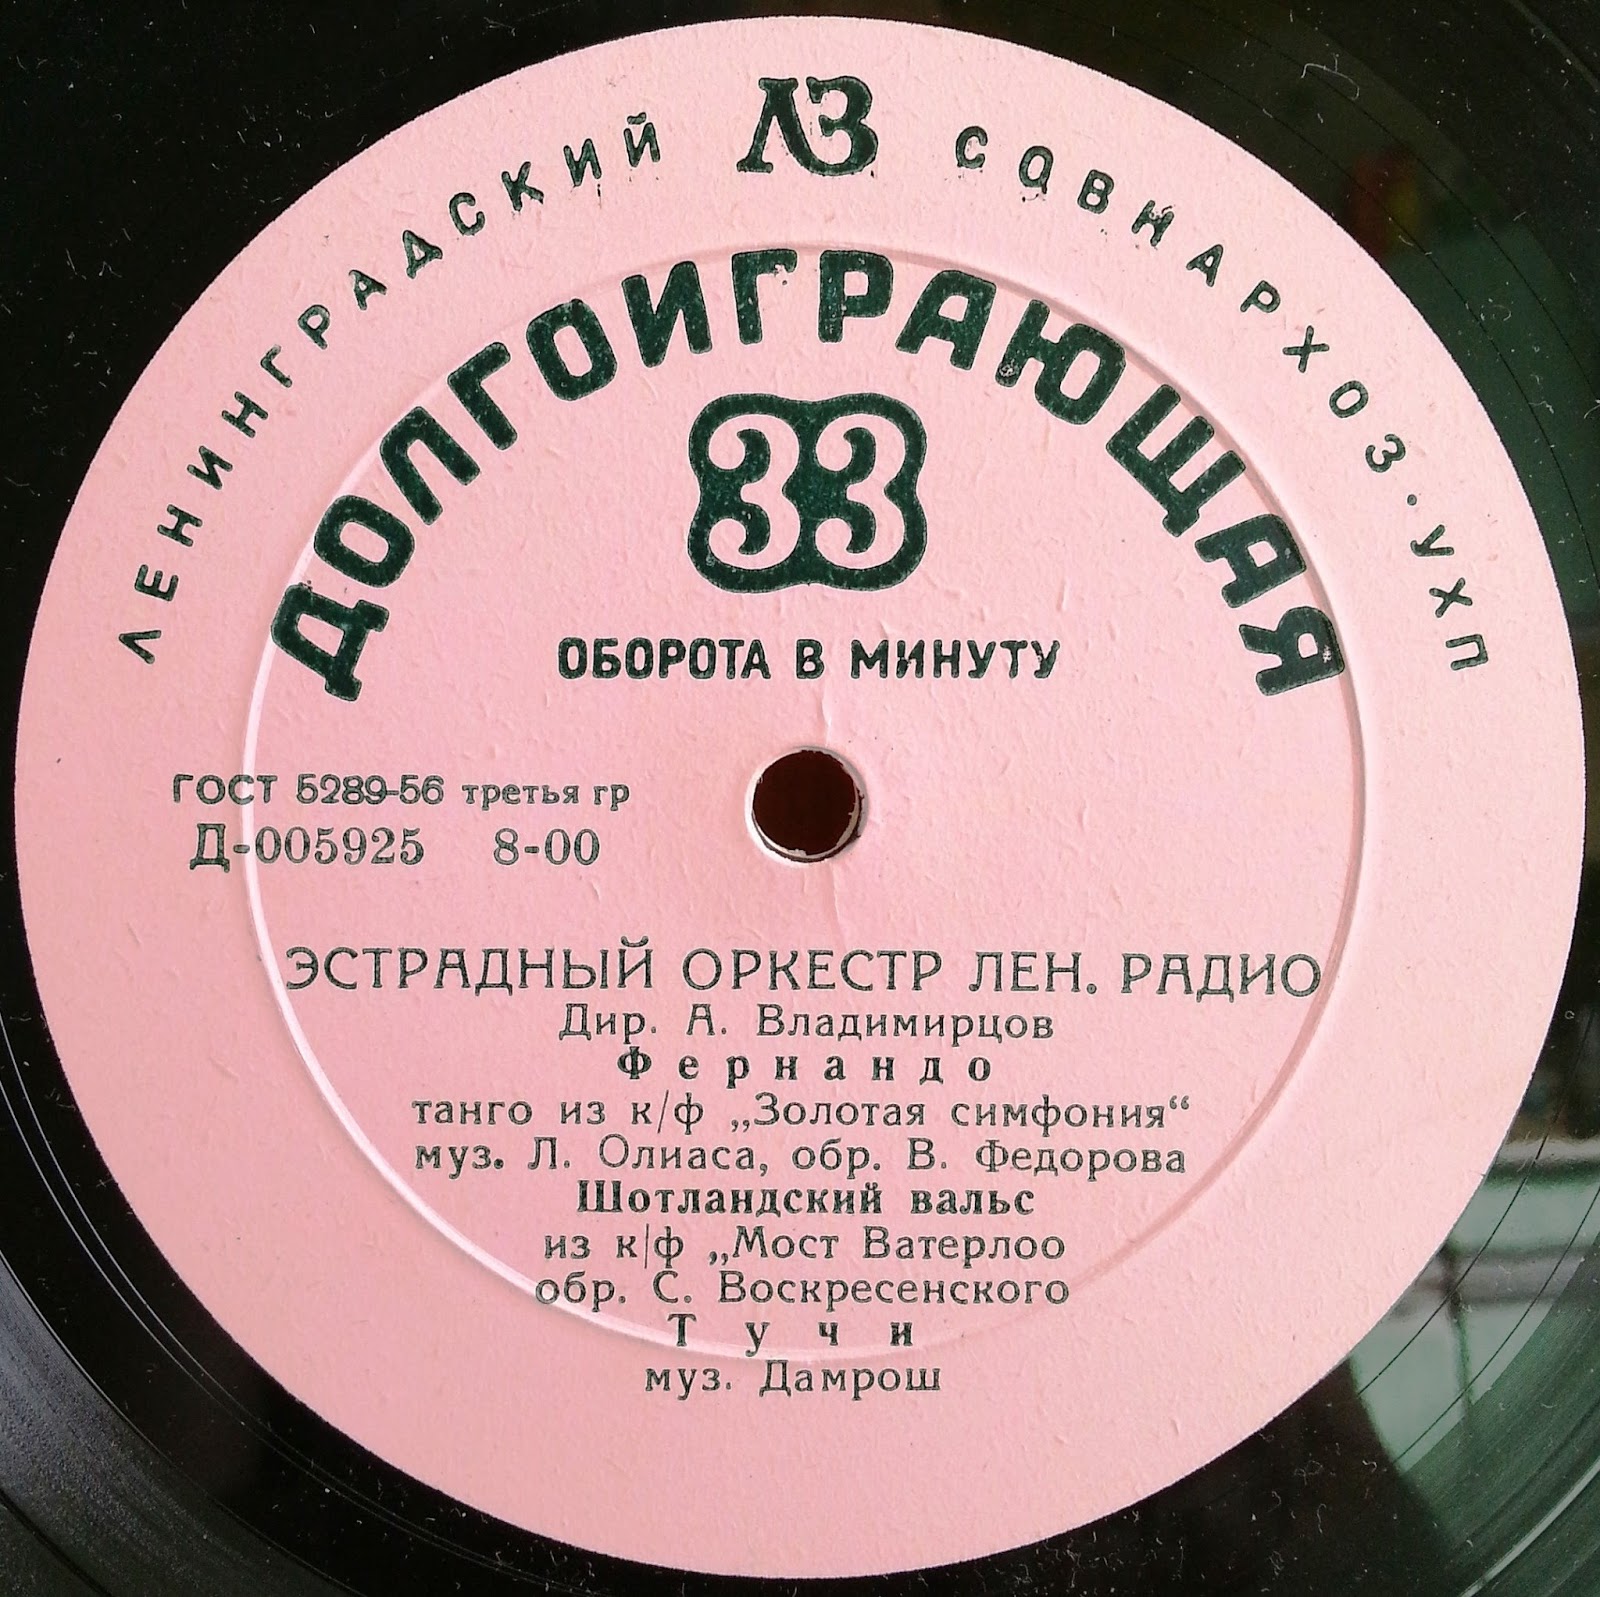 ЛЕНИНГРАДСКИЙ ЛЗ СОВНАРХОЗ · УХП
ДОЛГОИГРАЮЩАЯ
33
ОБОРОТА В МИНУТУ
ГОСТ 5289-56 третья гр
Д-005925 8-00
ЭСТРАДНЫЙ ОРКЕСТР ЛЕН. РАДИО
Дир. А. Владимирцов
Фернандо
танго из к/ф „Золотая симфония“
муз. Л. Олиаса, обр. В. Федорова
Шотландский вальс
из к/ф „Мост Ватерлоо
обр. С. Воскресенского
Тучи
муз. Дамрош